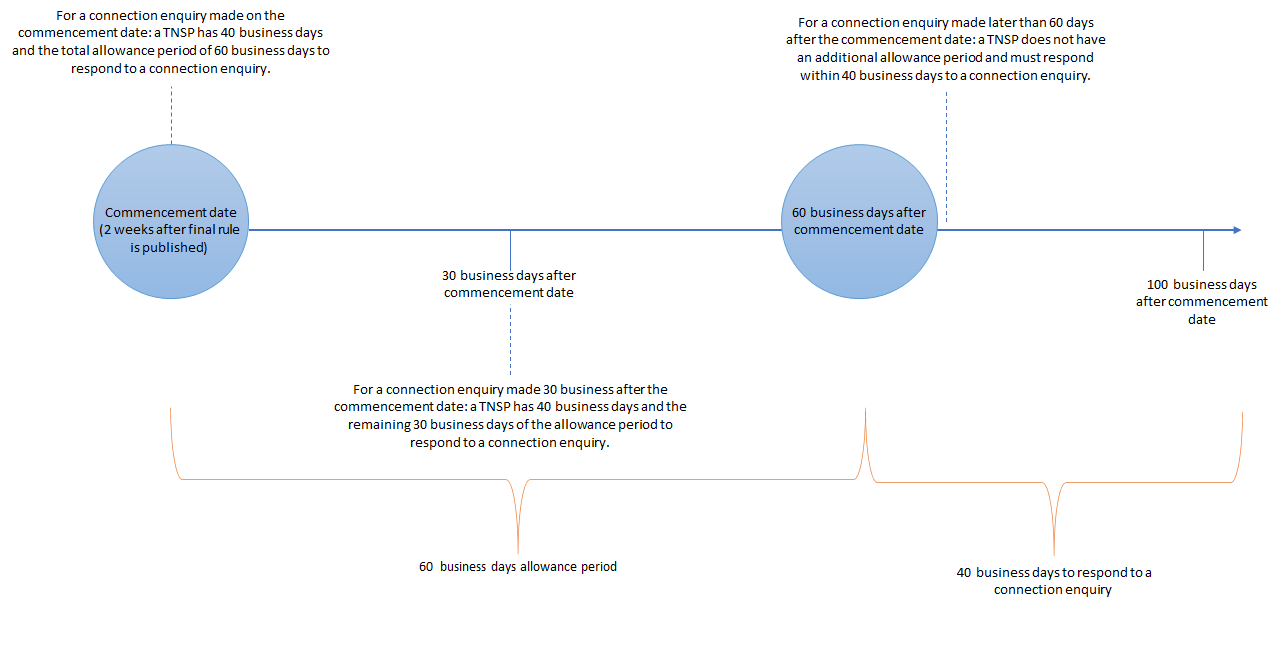 For a connection enquiry made on the
commencement date: a TNSP has 40 business days
and the total allowance period of 60 business days to
respond to a connection enquiry.
For a connection enquiry made later than 60 days
after the commencement date: a TNSP does not have
an additional allowance period and must respond
within 40 business days to a connection enquiry.
Commencement date
(2 weeks after final rule
is published)
60 business days after
commencement date
30 business days after
commencement date
100 business days
after commencement
date
For a connection enquiry made 30 business after the
commencement date: a TNSP has 40 business days and the
remaining 30 business days of the allowance period to
respond to a connection enquiry.
60 business days allowance period
40 business days to respond to a
connection enquiry